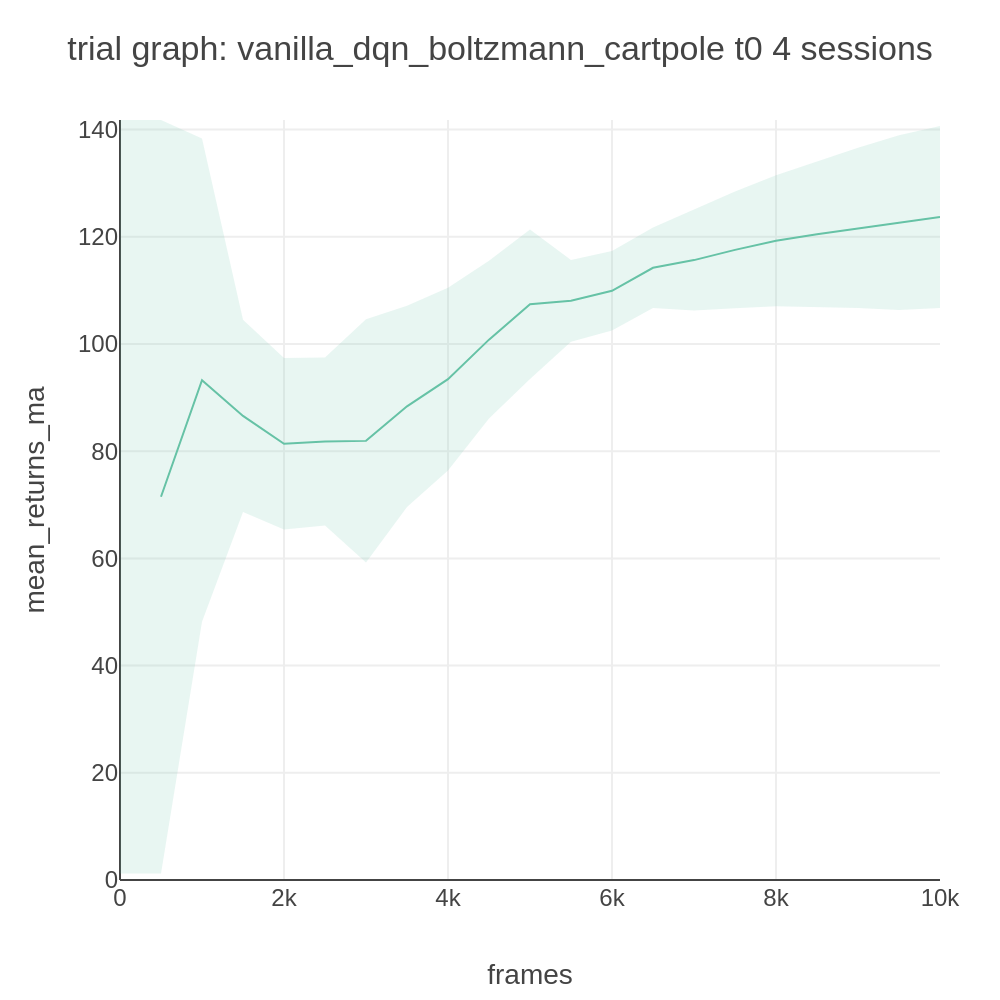 trial graph: vanilla_dqn_boltzmann_cartpole t0 4 sessions
140
120
100
80
60
40
20
0
mean_returns_ma
0 2k 4k 6k 8k 10k
frames